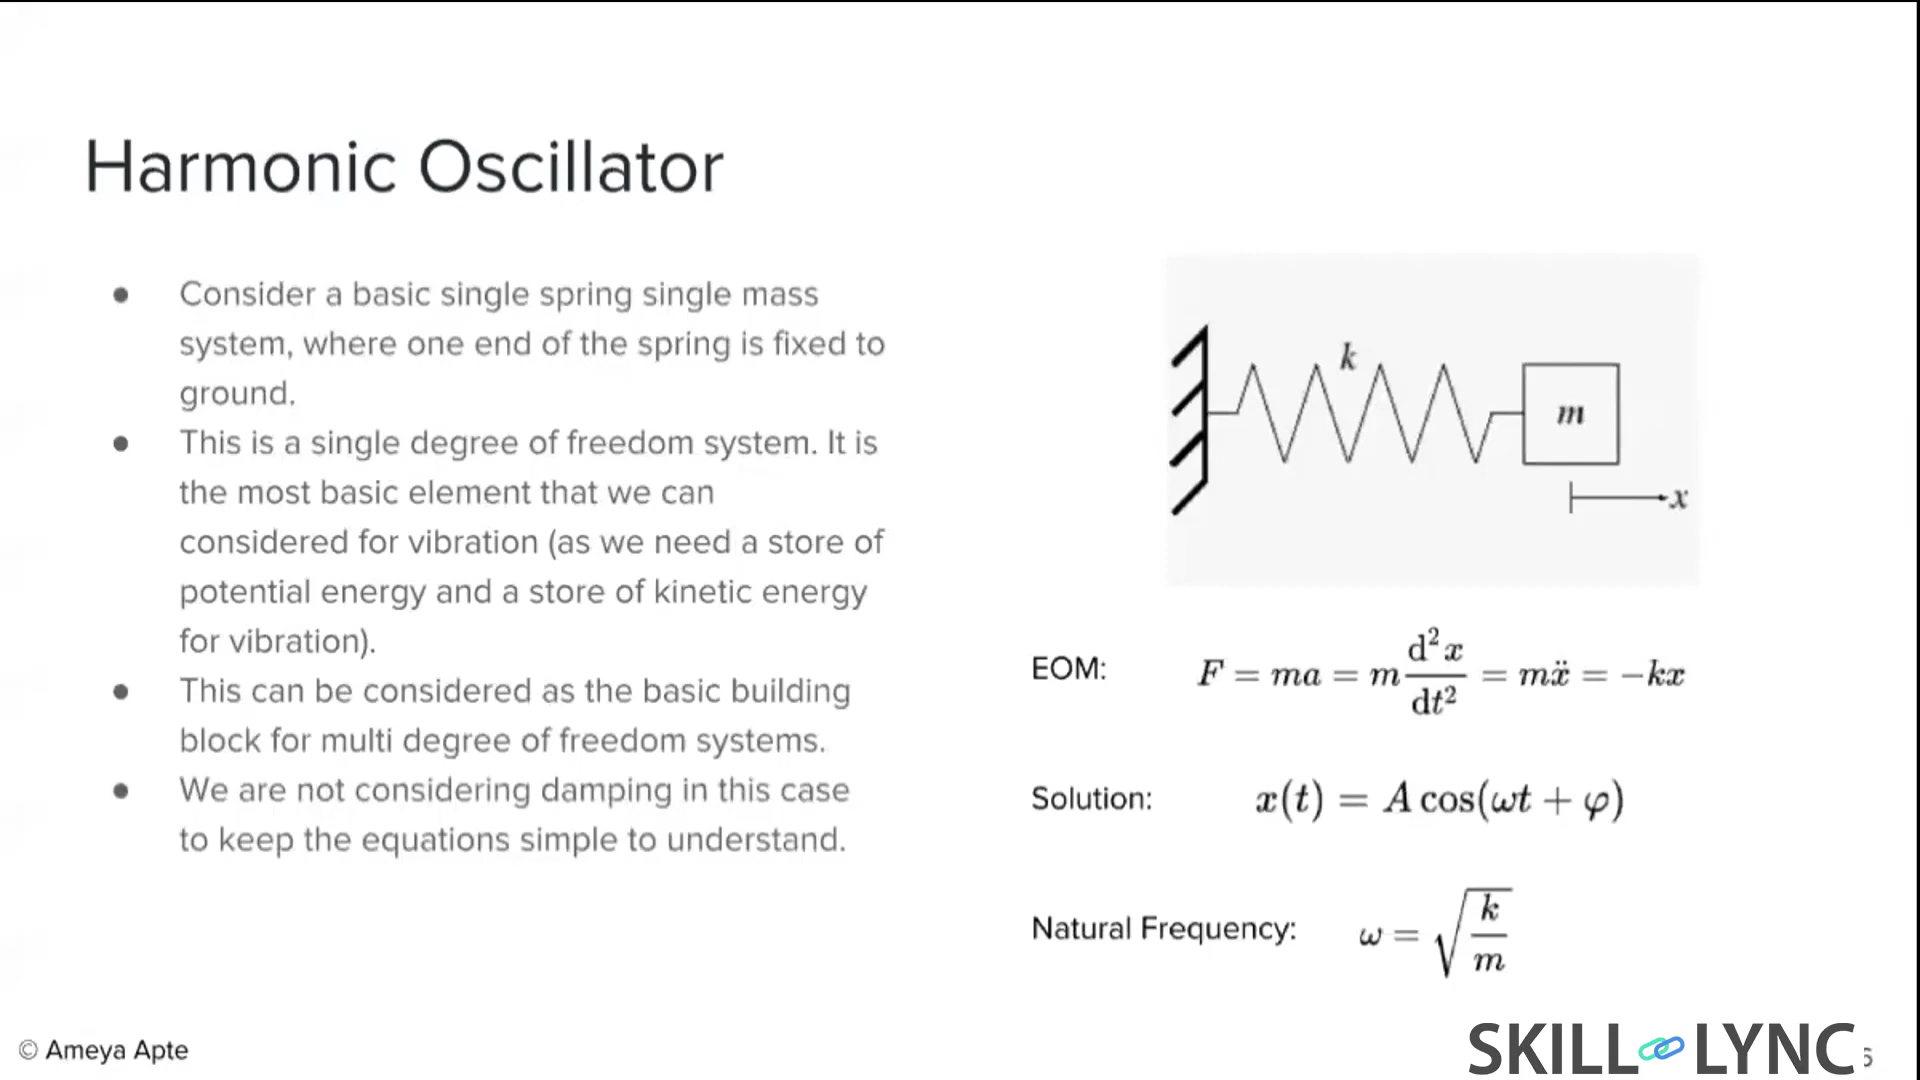 Harmonic Oscillator
● Consider a basic single spring single mass
system, where one end of the spring is fixed to
ground.
● This is a single degree of freedom system. It is
the most basic element that we can
considered for vibration (as we need a store of
potential energy and a store of kinetic energy
for vibration).
● This can be considered as the basic building
block for multi degree of freedom systems.
● We are not considering damping in this case
to keep the equations simple to understand.
k
m
x
EOM: F = ma = m d²x/dt² = mẍ = −kx
Solution: x(t) = A cos(ωt + φ)
Natural Frequency: ω = √(k/m)
© Ameya Apte
SKILL LYNC